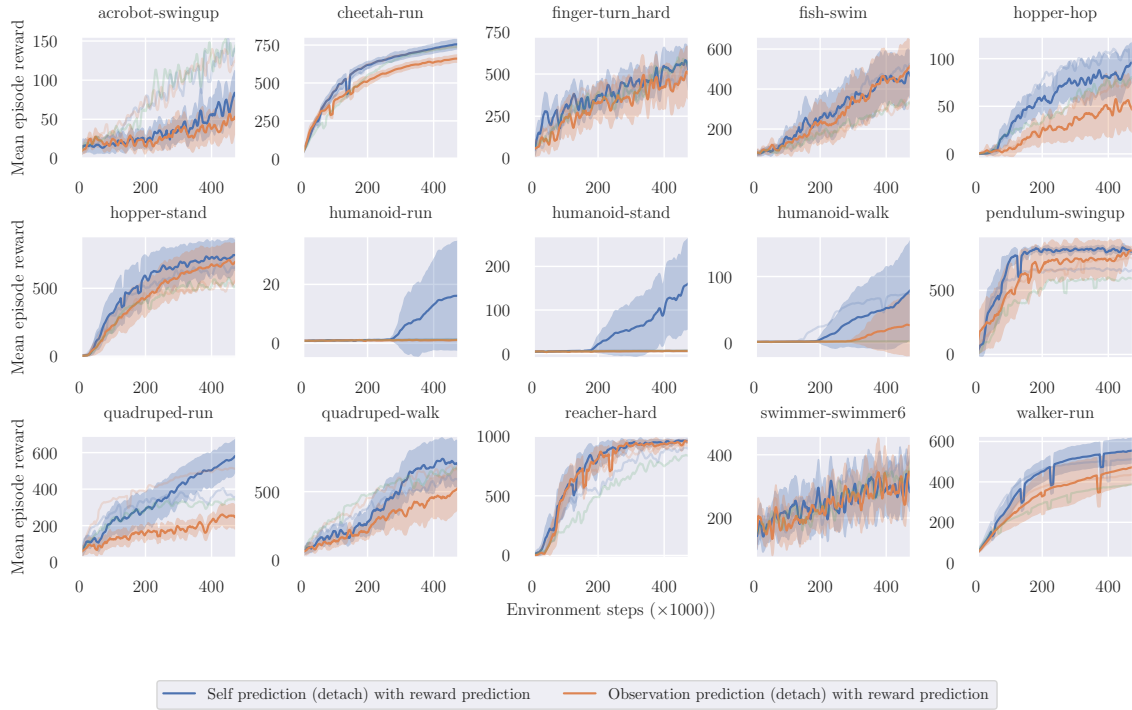 acrobot-swingup cheetah-run finger-turn_hard fish-swim hopper-hop
Mean episode reward
150
100
50
0
0 200 400
750
500
250
0
0 200 400
750
500
250
0
0 200 400
600
400
200
0 200 400
100
50
0
0 200 400
hopper-stand humanoid-run humanoid-stand humanoid-walk pendulum-swingup
Mean episode reward
500
0
0 200 400
20
0
0 200 400
200
100
0
0 200 400
100
0
0 200 400
500
0
0 200 400
quadruped-run quadruped-walk reacher-hard swimmer-swimmer6 walker-run
Mean episode reward
600
400
200
0
0 200 400
500
0
0 200 400
1000
500
0
0 200 400
400
200
0 200 400
600
400
200
0
0 200 400
Environment steps (×1000))
Self prediction (detach) with reward prediction Observation prediction (detach) with reward prediction